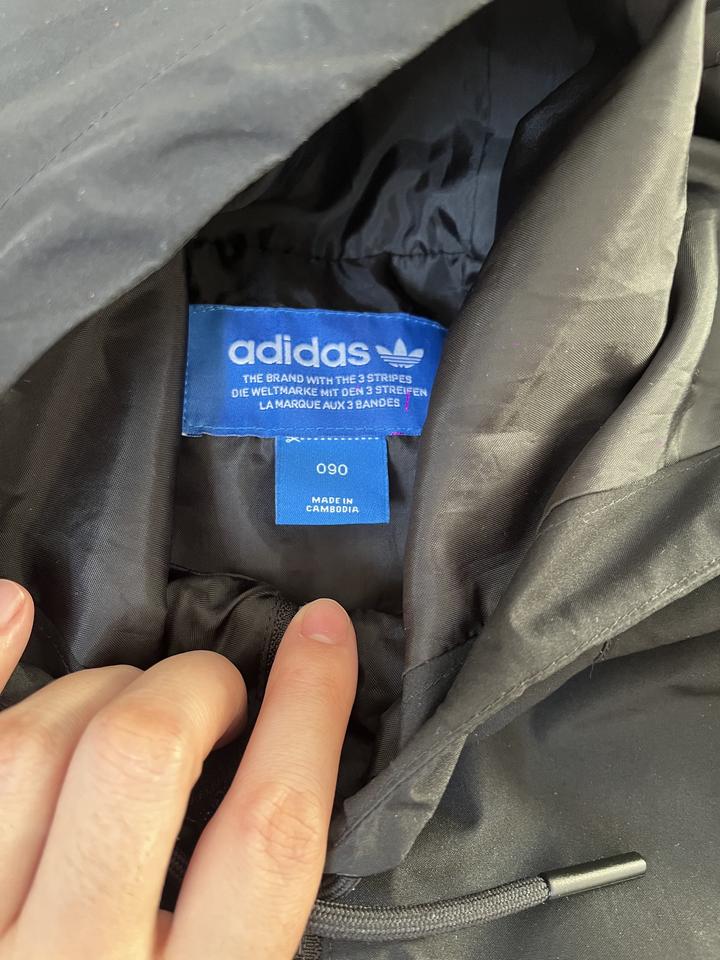 adidas
THE BRAND WITH THE 3 STRIPES
DIE WELTMARKE MIT DEN 3 STREIFEN
LA MARQUE AUX 3 BANDES
090
MADE IN
CAMBODIA